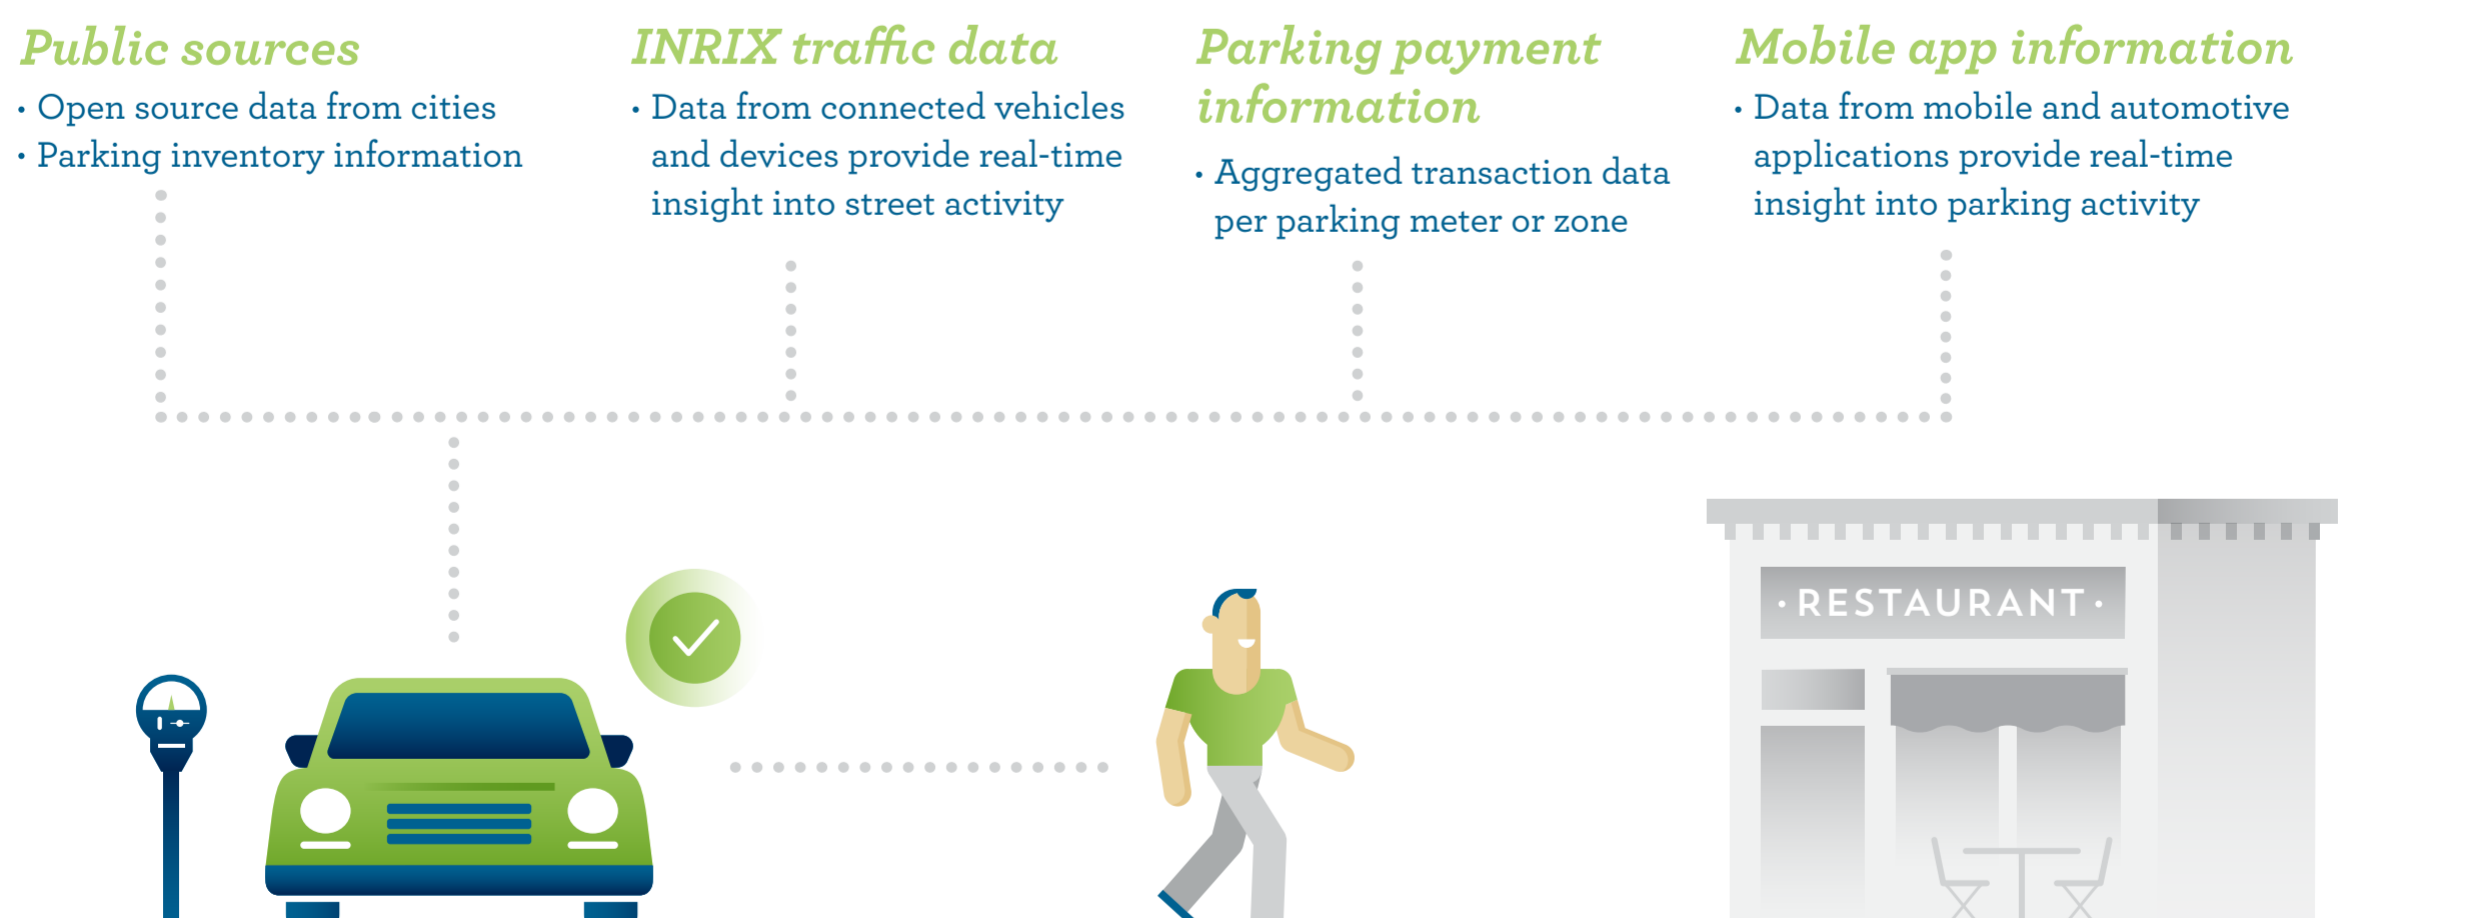 Public sources
• Open source data from cities
• Parking inventory information
INRIX traffic data
• Data from connected vehicles
and devices provide real-time
insight into street activity
Parking payment
information
• Aggregated transaction data
per parking meter or zone
Mobile app information
• Data from mobile and automotive
applications provide real-time
insight into parking activity
• RESTAURANT •